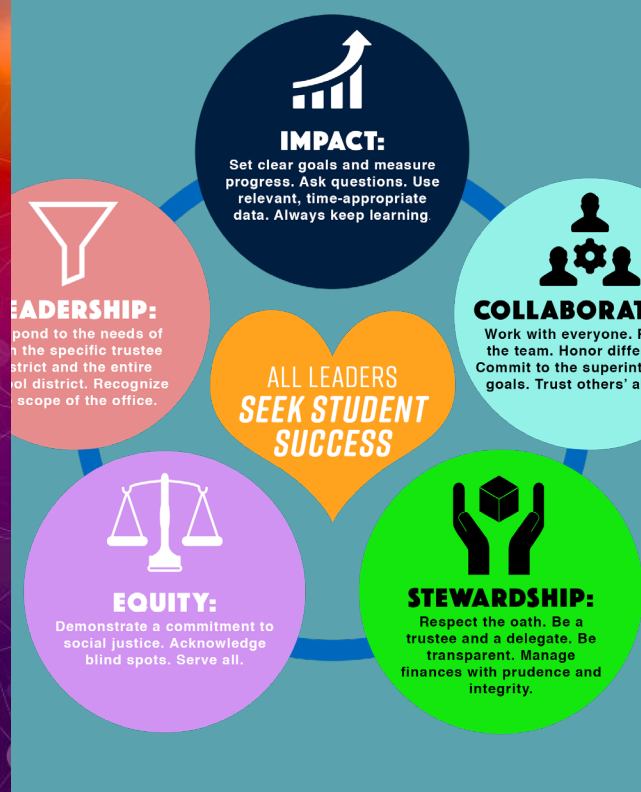 IMPACT:
Set clear goals and measure
progress. Ask questions. Use
relevant, time-appropriate
data. Always keep learning.
EADERSHIP:
pond to the needs of
the specific trustee
strict and the entire
ol district. Recognize
scope of the office.
COLLABORAT
Work with everyone.
the team. Honor diffe
Commit to the superint
goals. Trust others' a
ALL LEADERS
SEEK STUDENT
SUCCESS
EQUITY:
Demonstrate a commitment to
social justice. Acknowledge
blind spots. Serve all.
STEWARDSHIP:
Respect the oath. Be a
trustee and a delegate. Be
transparent. Manage
finances with prudence and
integrity.